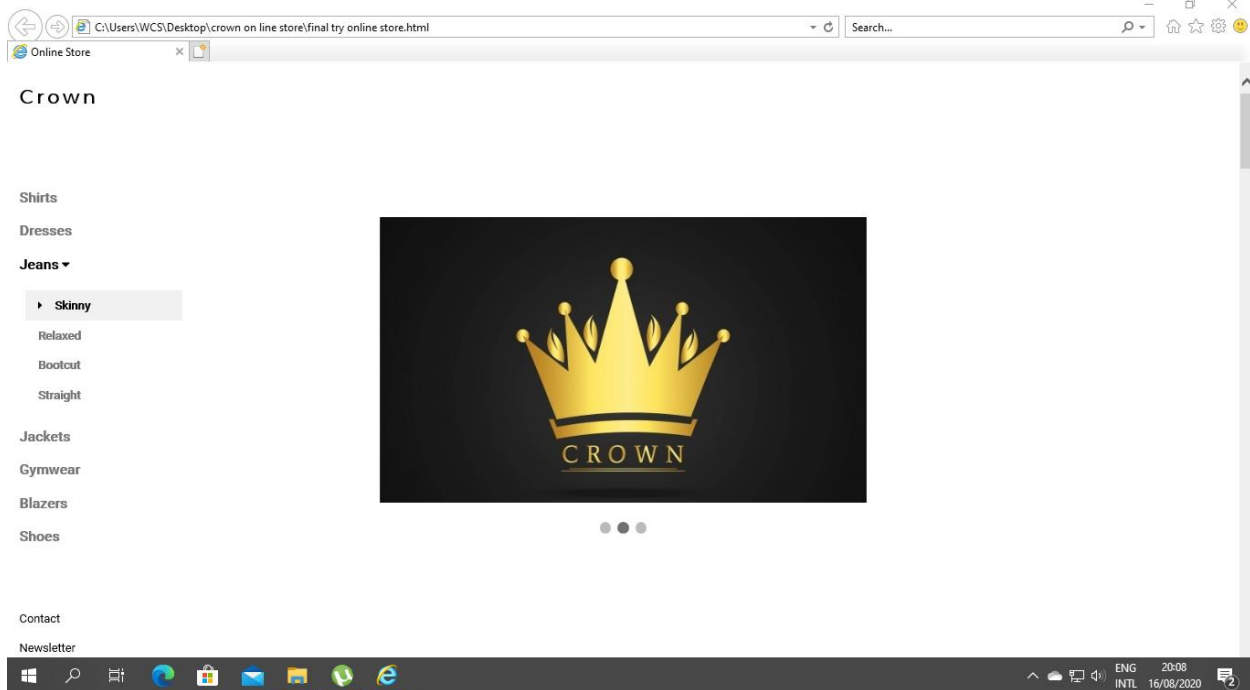 C:\Users\WCS\Desktop\crown on line store\final try online store.html
Search...
Online Store
Crown
Shirts
Dresses
Jeans
Skinny
Relaxed
Bootcut
Straight
Jackets
Gymwear
Blazers
Shoes
CROWN
Contact
Newsletter
ENG 20:08
INTL 16/08/2020
2